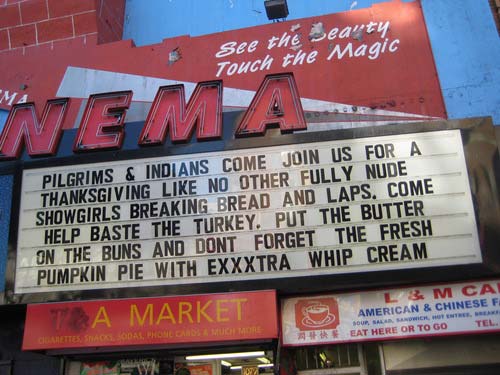 See the Beauty
Touch the Magic
MA
NEMA
PILGRIMS & INDIANS COME JOIN US FOR A
THANKSGIVING LIKE NO OTHER FULLY NUDE
SHOWGIRLS BREAKING BREAD AND LAPS. COME
HELP BASTE THE TURKEY. PUT THE BUTTER
ON THE BUNS AND DONT FORGET THE FRESH
PUMPKIN PIE WITH EXXXTRA WHIP CREAM
A MARKET
CIGARETTES, SNACKS, SODAS, PHONE CARDS & MUCH MORE
L & M CA
AMERICAN & CHINESE F
SOUP, SALAD, SANDWICH, HOT ENTREE, BREAKFA
EAT HERE OR TO GO TEL.